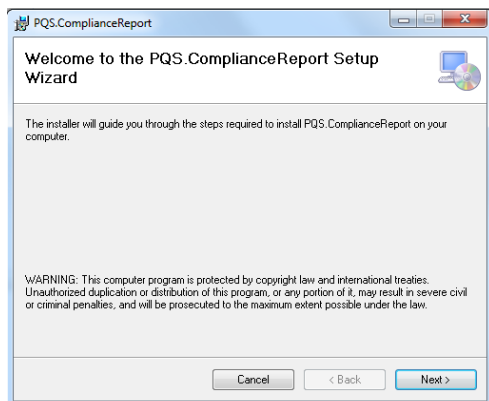 PQS.ComplianceReport
Welcome to the PQS.ComplianceReport Setup
Wizard
The installer will guide you through the steps required to install PQS.ComplianceReport on your
computer.
WARNING: This computer program is protected by copyright law and international treaties.
Unauthorized duplication or distribution of this program, or any portion of it, may result in severe civil
or criminal penalties, and will be prosecuted to the maximum extent possible under the law.
Cancel < Back Next >